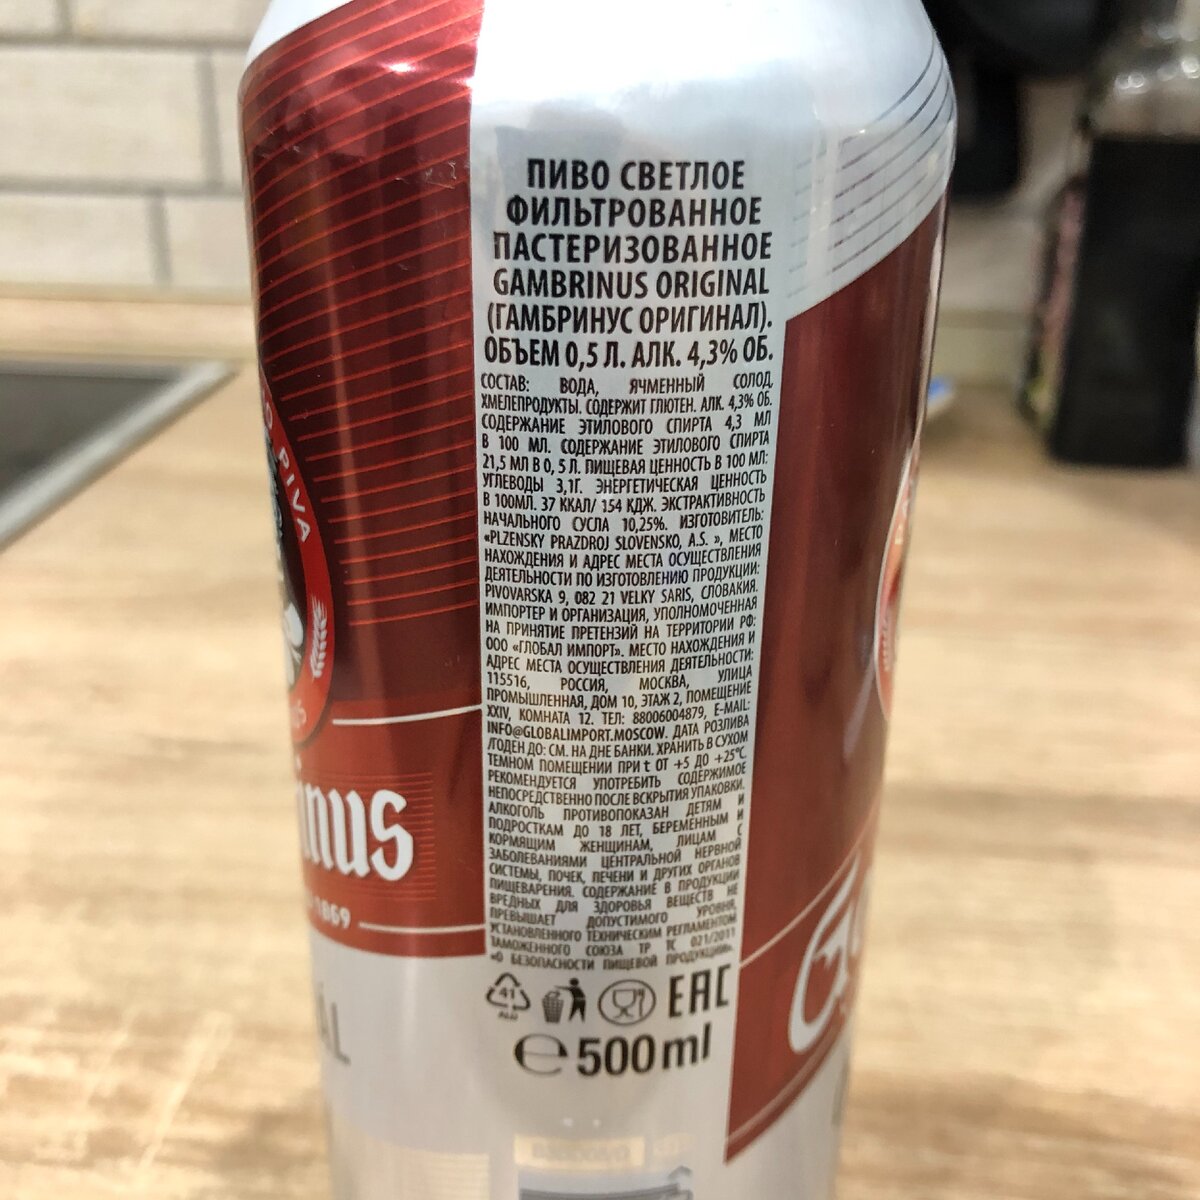 ПИВО СВЕТЛОЕ
ФИЛЬТРОВАННОЕ
ПАСТЕРИЗОВАННОЕ
GAMBRINUS ORIGINAL
(ГАМБРИНУС ОРИГИНАЛ).
ОБЪЕМ 0,5 Л. АЛК. 4,3% ОБ.
СОСТАВ: ВОДА, ЯЧМЕННЫЙ СОЛОД,
ХМЕЛЕПРОДУКТЫ. СОДЕРЖИТ ГЛЮТЕН. АЛК. 4,3% ОБ.
СОДЕРЖАНИЕ ЭТИЛОВОГО СПИРТА 4,3 МЛ
В 100 МЛ. СОДЕРЖАНИЕ ЭТИЛОВОГО СПИРТА
21,5 МЛ В 0, 5 Л. ПИЩЕВАЯ ЦЕННОСТЬ В 100 МЛ:
УГЛЕВОДЫ 3,1Г. ЭНЕРГЕТИЧЕСКАЯ ЦЕННОСТЬ
В 100МЛ. 37 ККАЛ/ 154 КДЖ. ЭКСТРАКТИВНОСТЬ
НАЧАЛЬНОГО СУСЛА 10,25%. ИЗГОТОВИТЕЛЬ:
«PLZENSKY PRAZDROJ SLOVENSKO, A.S. », МЕСТО
НАХОЖДЕНИЯ И АДРЕС МЕСТА ОСУЩЕСТВЛЕНИЯ
ДЕЯТЕЛЬНОСТИ ПО ИЗГОТОВЛЕНИЮ ПРОДУКЦИИ:
PIVOVARSKA 9, 082 21 VELKY SARIS, СЛОВАКИЯ.
ИМПОРТЕР И ОРГАНИЗАЦИЯ, УПОЛНОМОЧЕННАЯ
НА ПРИНЯТИЕ ПРЕТЕНЗИЙ НА ТЕРРИТОРИИ РФ:
ООО «ГЛОБАЛ ИМПОРТ». МЕСТО НАХОЖДЕНИЯ И
АДРЕС МЕСТА ОСУЩЕСТВЛЕНИЯ ДЕЯТЕЛЬНОСТИ:
115516, РОССИЯ, МОСКВА, УЛИЦА
ПРОМЫШЛЕННАЯ, ДОМ 10, ЭТАЖ 2, ПОМЕЩЕНИЕ
XXIV, КОМНАТА 12. ТЕЛ: 88006004879, E-MAIL:
INFO@GLOBALIMPORT.MOSCOW. ДАТА РОЗЛИВА
/ГОДЕН ДО: СМ. НА ДНЕ БАНКИ. ХРАНИТЬ В СУХОМ
ТЕМНОМ ПОМЕЩЕНИИ ПРИ t ОТ +5 ДО +25°С.
РЕКОМЕНДУЕТСЯ УПОТРЕБИТЬ СОДЕРЖИМОЕ
НЕПОСРЕДСТВЕННО ПОСЛЕ ВСКРЫТИЯ УПАКОВКИ.
АЛКОГОЛЬ ПРОТИВОПОКАЗАН ДЕТЯМ И
ПОДРОСТКАМ ДО 18 ЛЕТ, БЕРЕМЕННЫМ И
КОРМЯЩИМ ЖЕНЩИНАМ, ЛИЦАМ С
ЗАБОЛЕВАНИЯМИ ЦЕНТРАЛЬНОЙ НЕРВНОЙ
СИСТЕМЫ, ПОЧЕК, ПЕЧЕНИ И ДРУГИХ ОРГАНОВ
ПИЩЕВАРЕНИЯ. СОДЕРЖАНИЕ В ПРОДУКЦИИ
ВРЕДНЫХ ДЛЯ ЗДОРОВЬЯ ВЕЩЕСТВ НЕ
ПРЕВЫШАЕТ ДОПУСТИМОГО УРОВНЯ,
УСТАНОВЛЕННОГО ТЕХНИЧЕСКИМ РЕГЛАМЕНТОМ
ТАМОЖЕННОГО СОЮЗА ТР ТС 021/2011
«О БЕЗОПАСНОСТИ ПИЩЕВОЙ ПРОДУКЦИИ».
41
ALU
EAC
℮ 500 ml
PIVA
inus
1869
ÁL
G